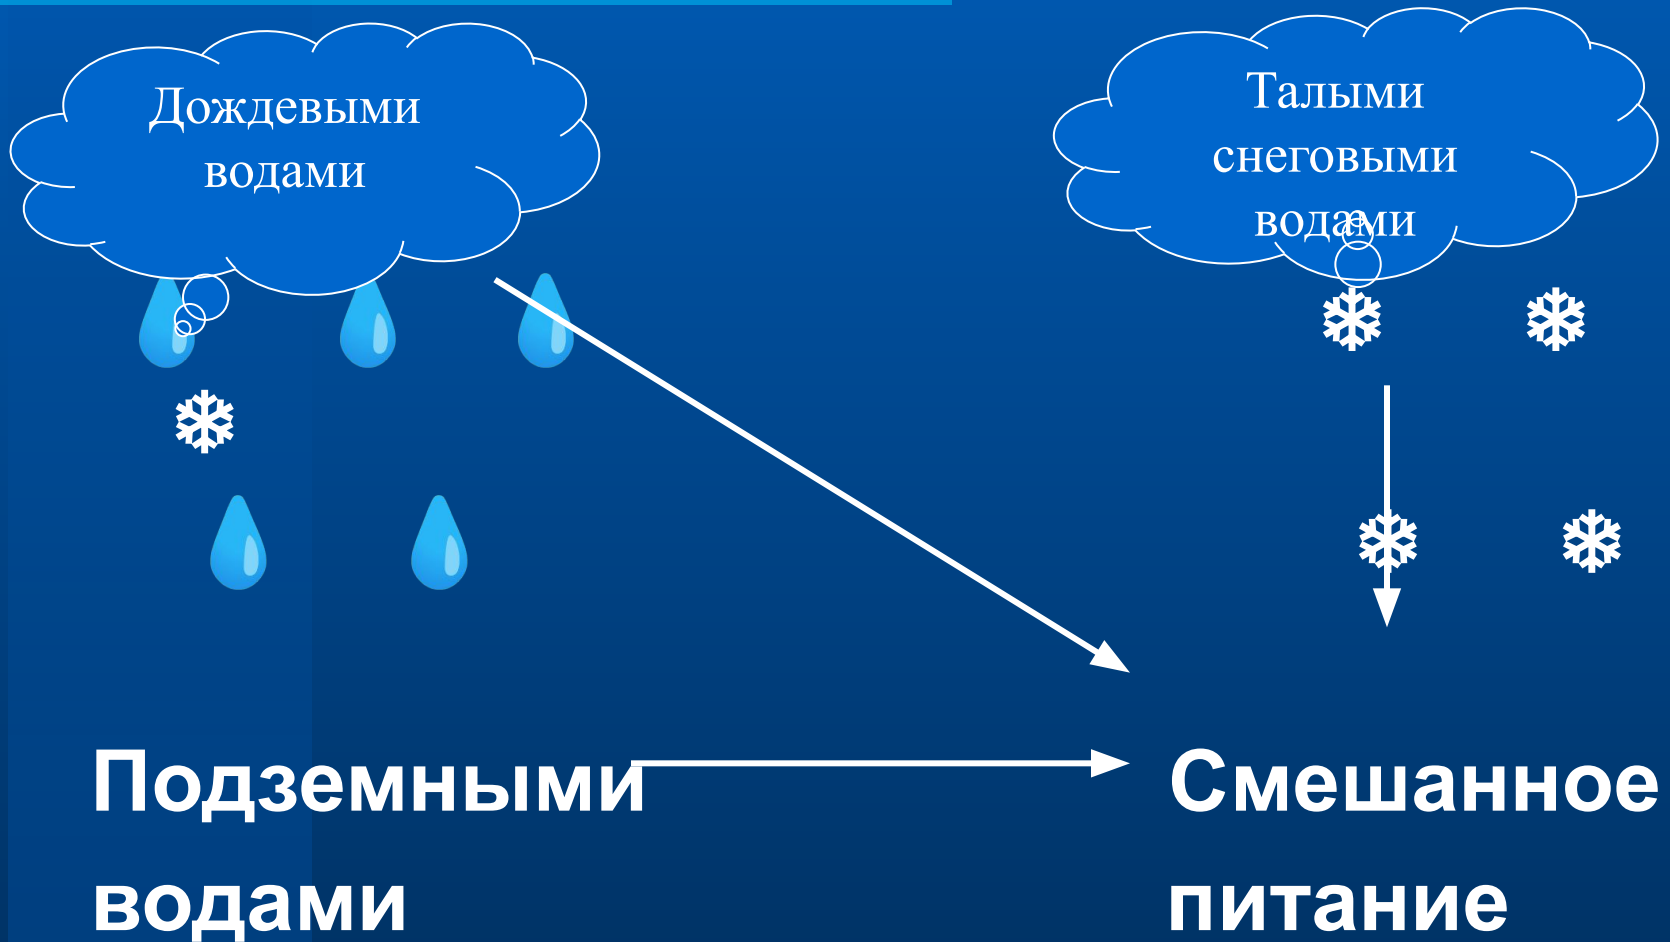 Дождевыми
водами
Талыми
снеговыми
водами
Подземными
водами
Смешанное
питание